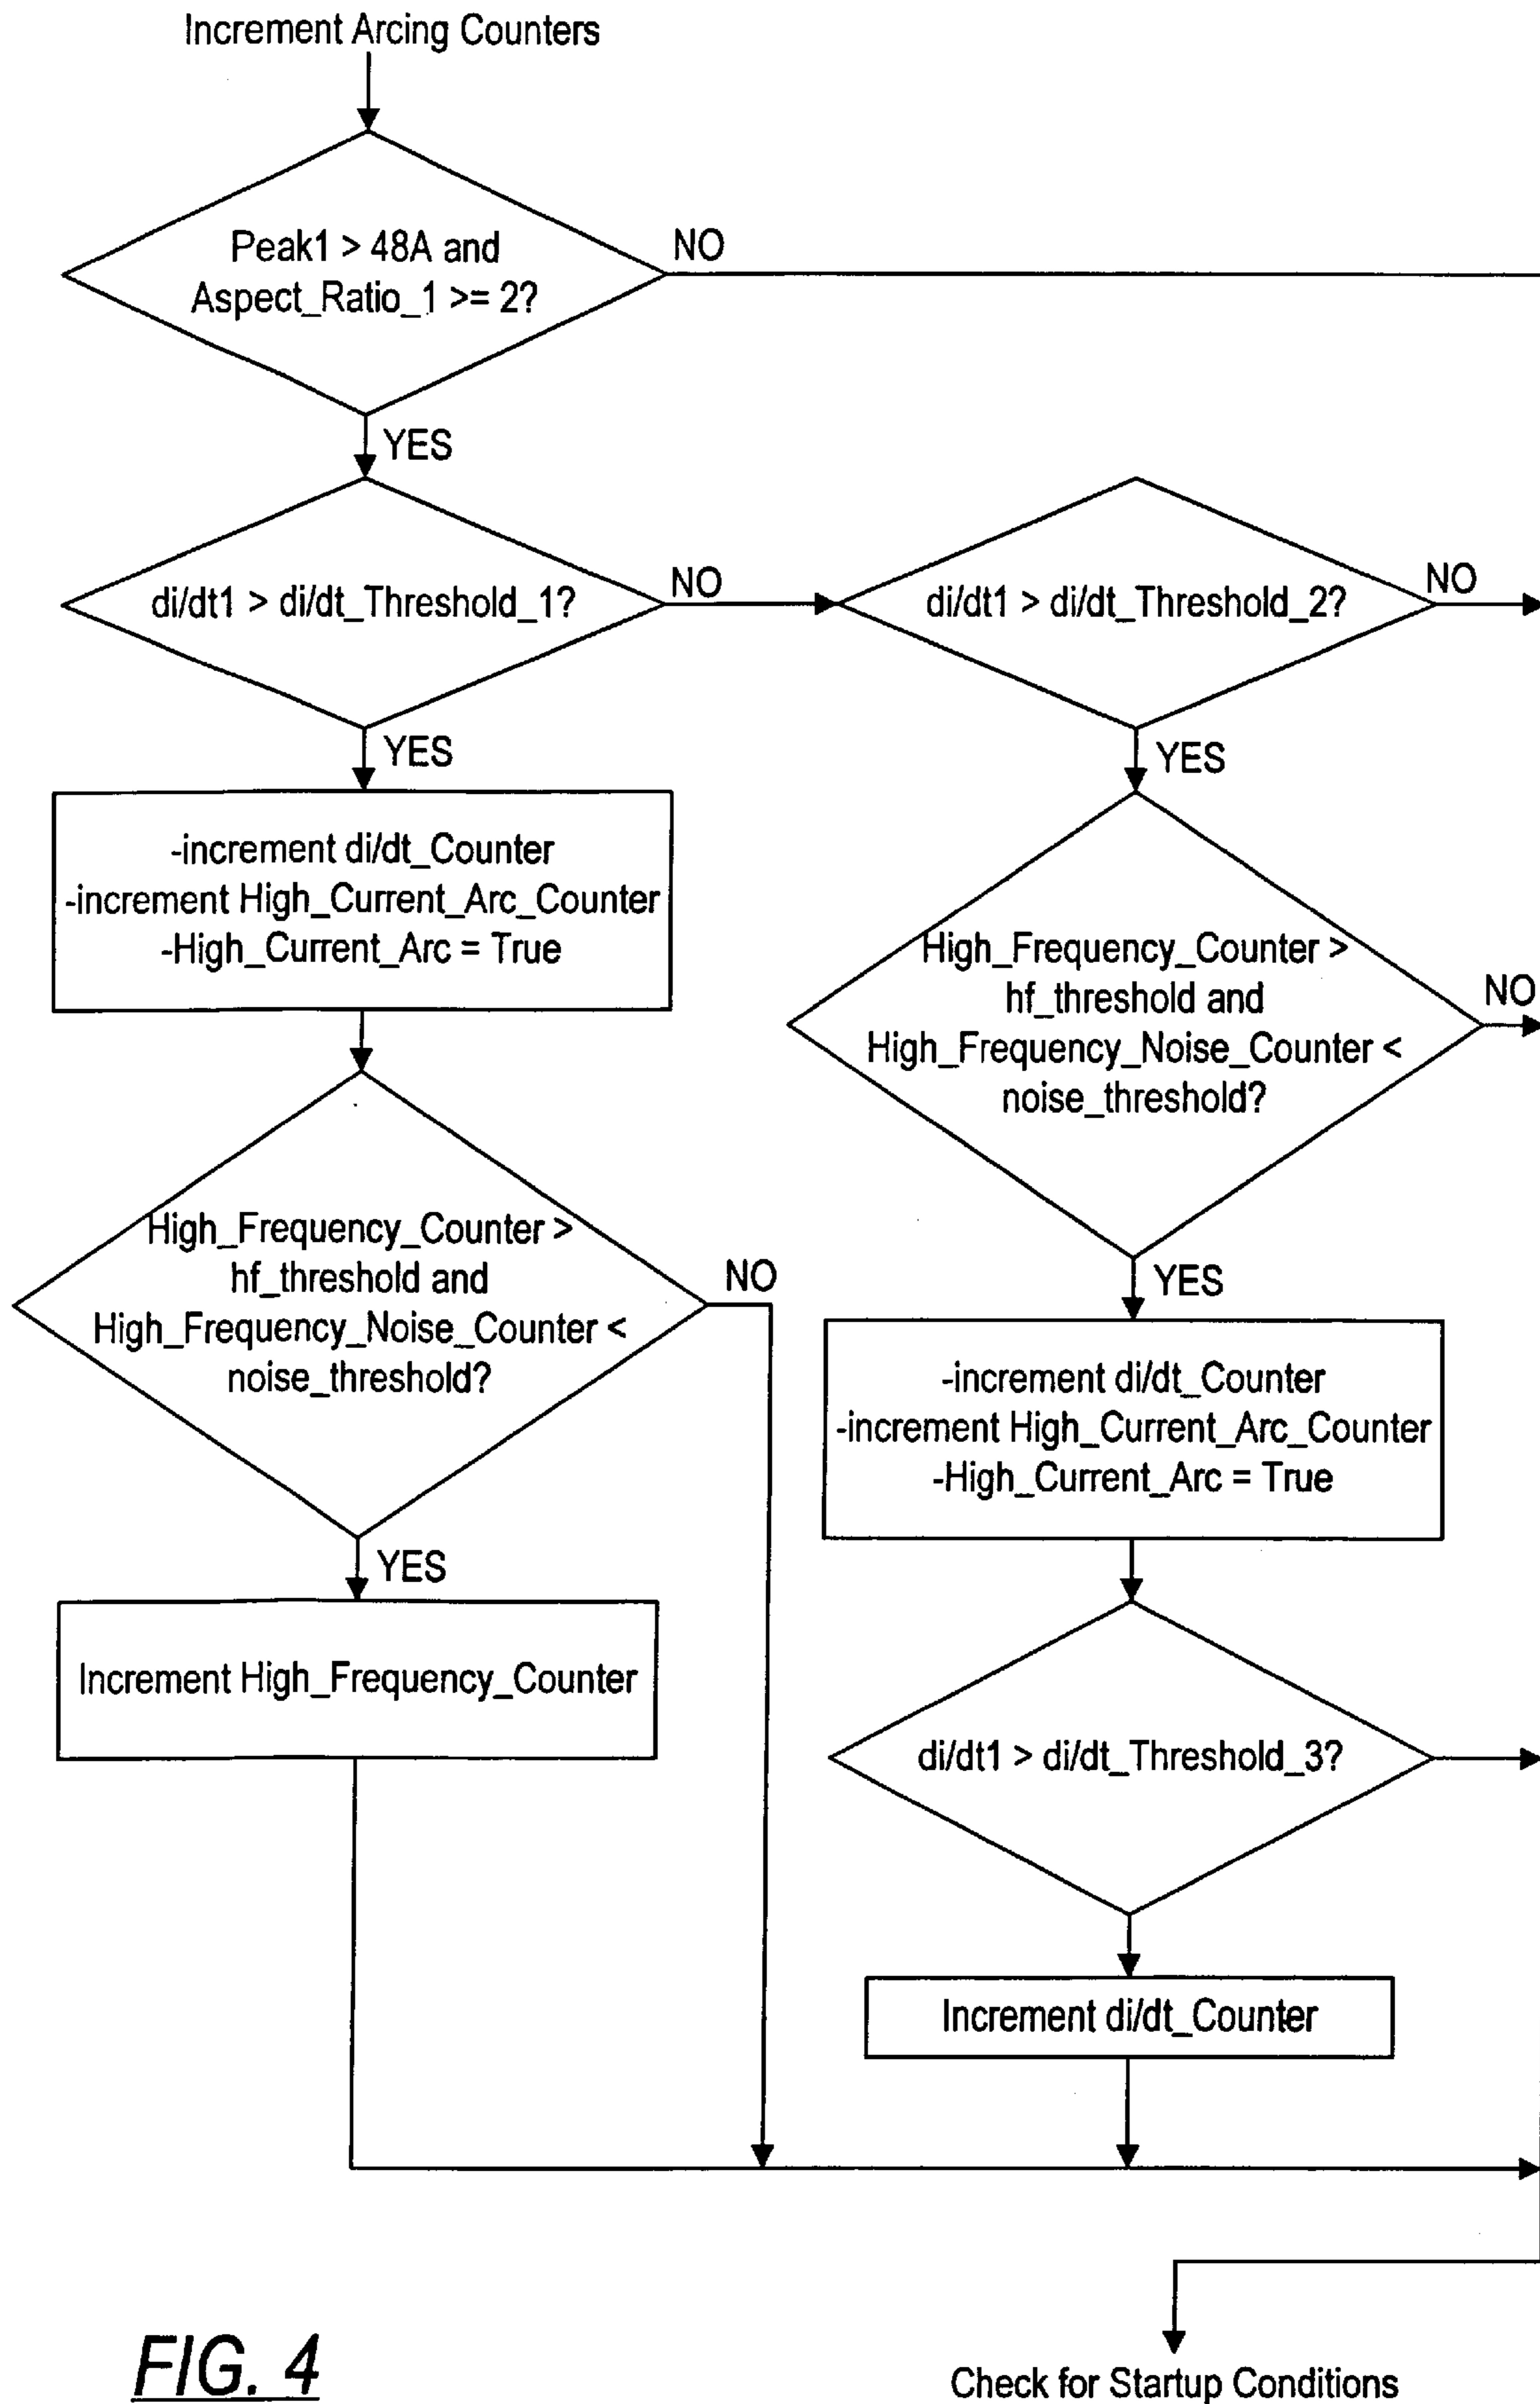 Increment Arcing Counters
Peak1 > 48A and
Aspect_Ratio_1 >= 2?
NO
YES
di/dt1 > di/dt_Threshold_1?
NO
di/dt1 > di/dt_Threshold_2?
NO
YES
YES
-increment di/dt_Counter
-increment High_Current_Arc_Counter
-High_Current_Arc = True
High_Frequency_Counter >
hf_threshold and
High_Frequency_Noise_Counter <
noise_threshold?
NO
High_Frequency_Counter >
hf_threshold and
High_Frequency_Noise_Counter <
noise_threshold?
NO
YES
YES
-increment di/dt_Counter
-increment High_Current_Arc_Counter
-High_Current_Arc = True
Increment High_Frequency_Counter
di/dt1 > di/dt_Threshold_3?
Increment di/dt_Counter
FIG. 4
Check for Startup Conditions